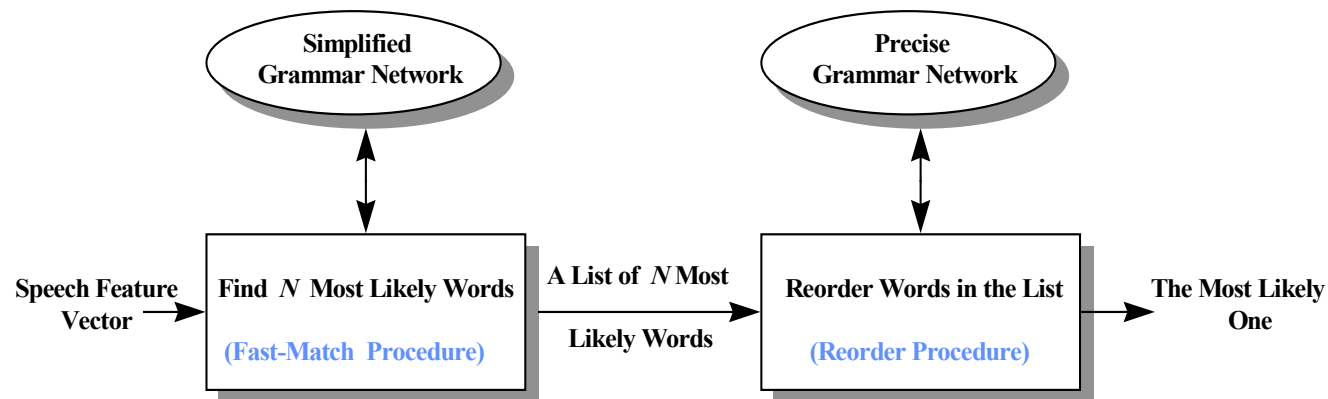 Simplified
Grammar Network
Precise
Grammar Network
Speech Feature
Vector
Find N Most Likely Words
(Fast-Match Procedure)
A List of N Most
Likely Words
Reorder Words in the List
(Reorder Procedure)
The Most Likely
One